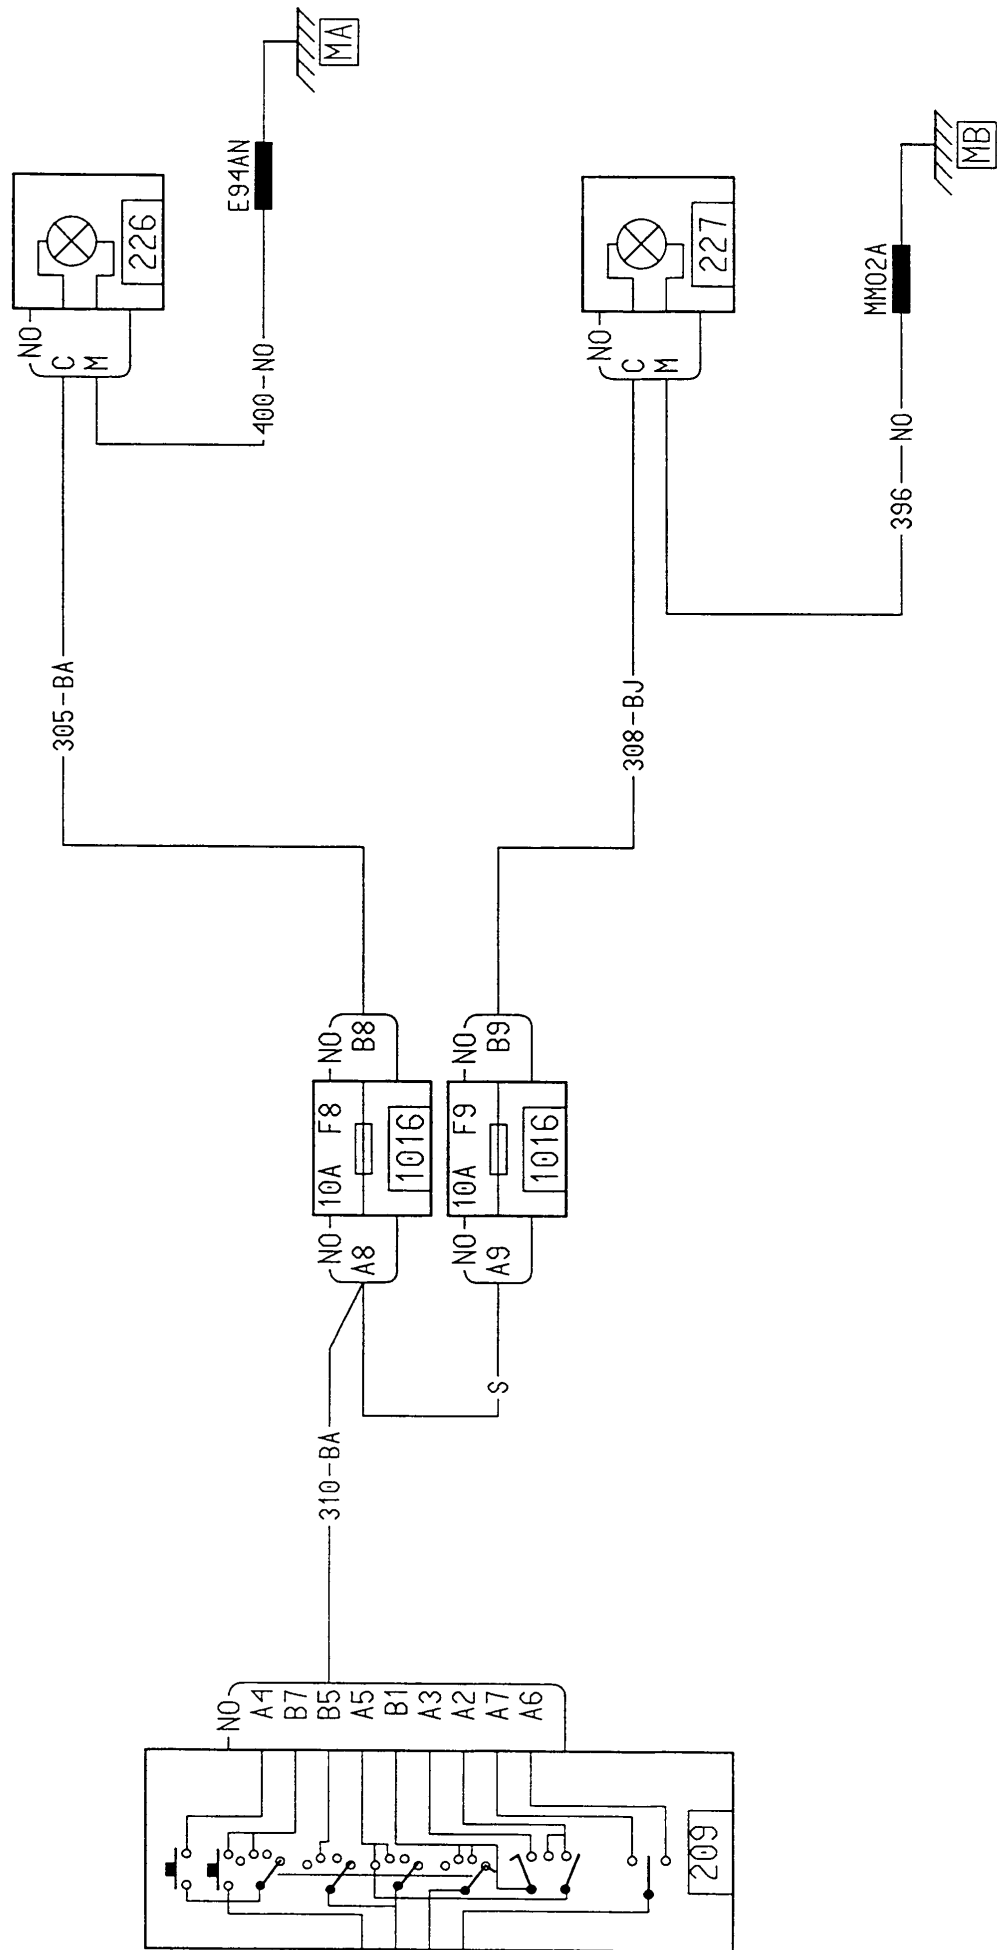 MA
E94AN
226
NO
C
M
400-NO
MB
MM02A
227
NO
C
M
396-NO
305-BA
308-BJ
NO
B8
10A F8
1016
NO
A8
NO
B9
10A F9
1016
NO
A9
S
310-BA
NO
A4
B7
B5
A5
B1
A3
A2
A7
A6
209